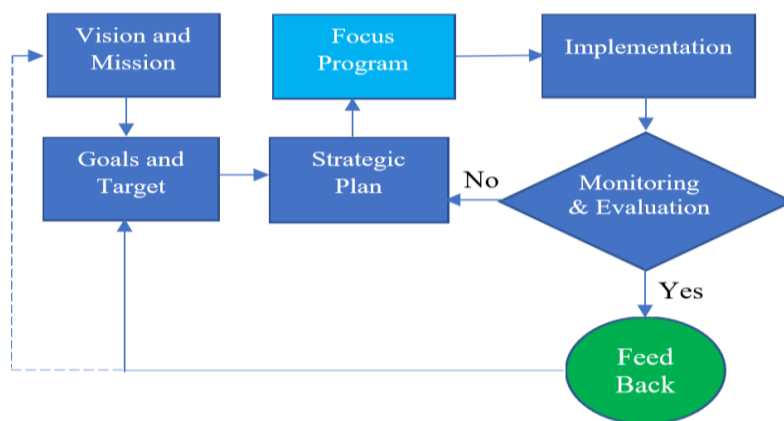 Vision and
Mission
Focus
Program
Implementation
Goals and
Target
Strategic
Plan
No
Monitoring
& Evaluation
Yes
Feed
Back